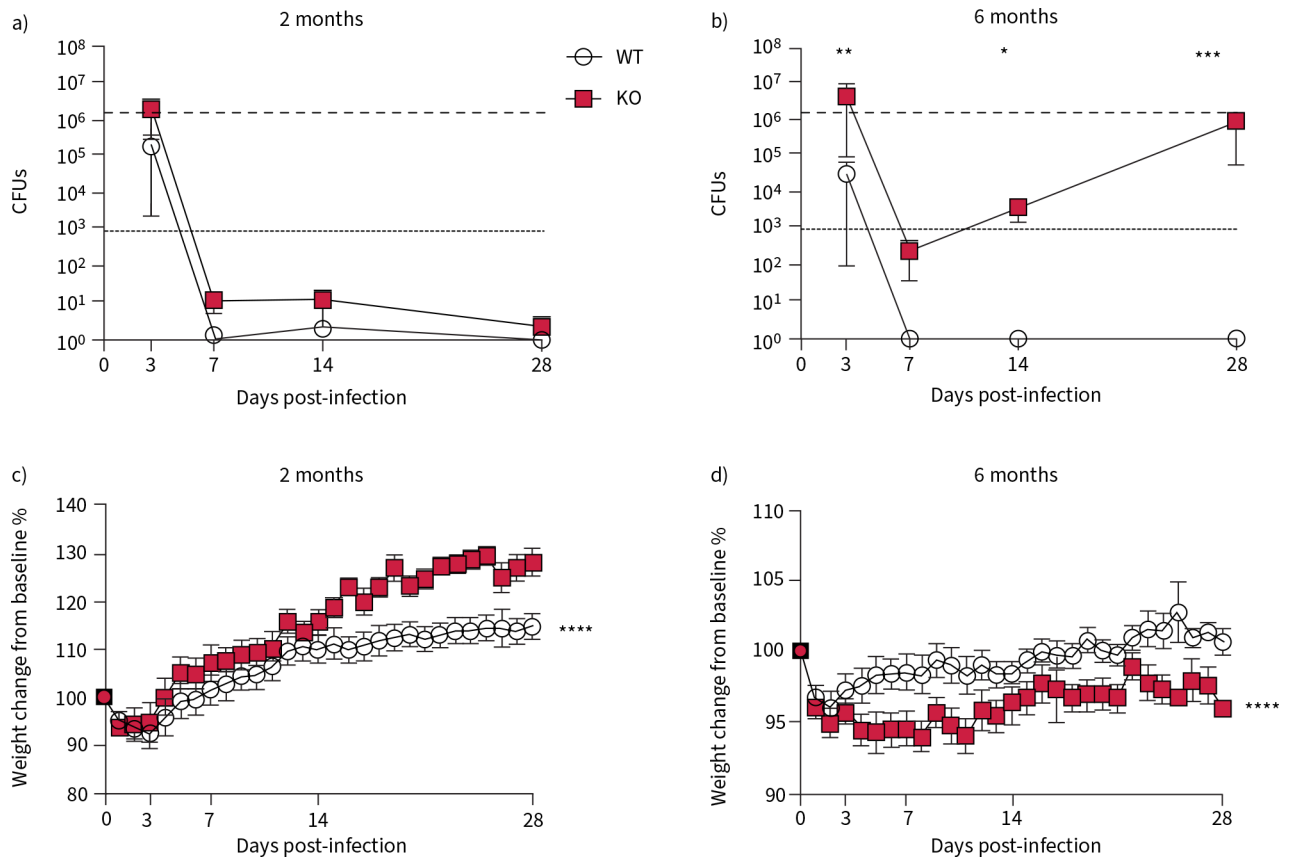 a)
2 months
CFUs
10⁸
10⁷
10⁶
10⁵
10⁴
10³
10²
10¹
10⁰
0 3 7 14 28
Days post-infection
WT
KO
b)
6 months
CFUs
10⁸
10⁷
10⁶
10⁵
10⁴
10³
10²
10¹
10⁰
** * ***
0 3 7 14 28
Days post-infection
c)
2 months
Weight change from baseline %
140
130
120
110
100
90
80
****
0 3 7 14 28
Days post-infection
d)
6 months
Weight change from baseline %
110
105
100
95
90
****
0 3 7 14 28
Days post-infection